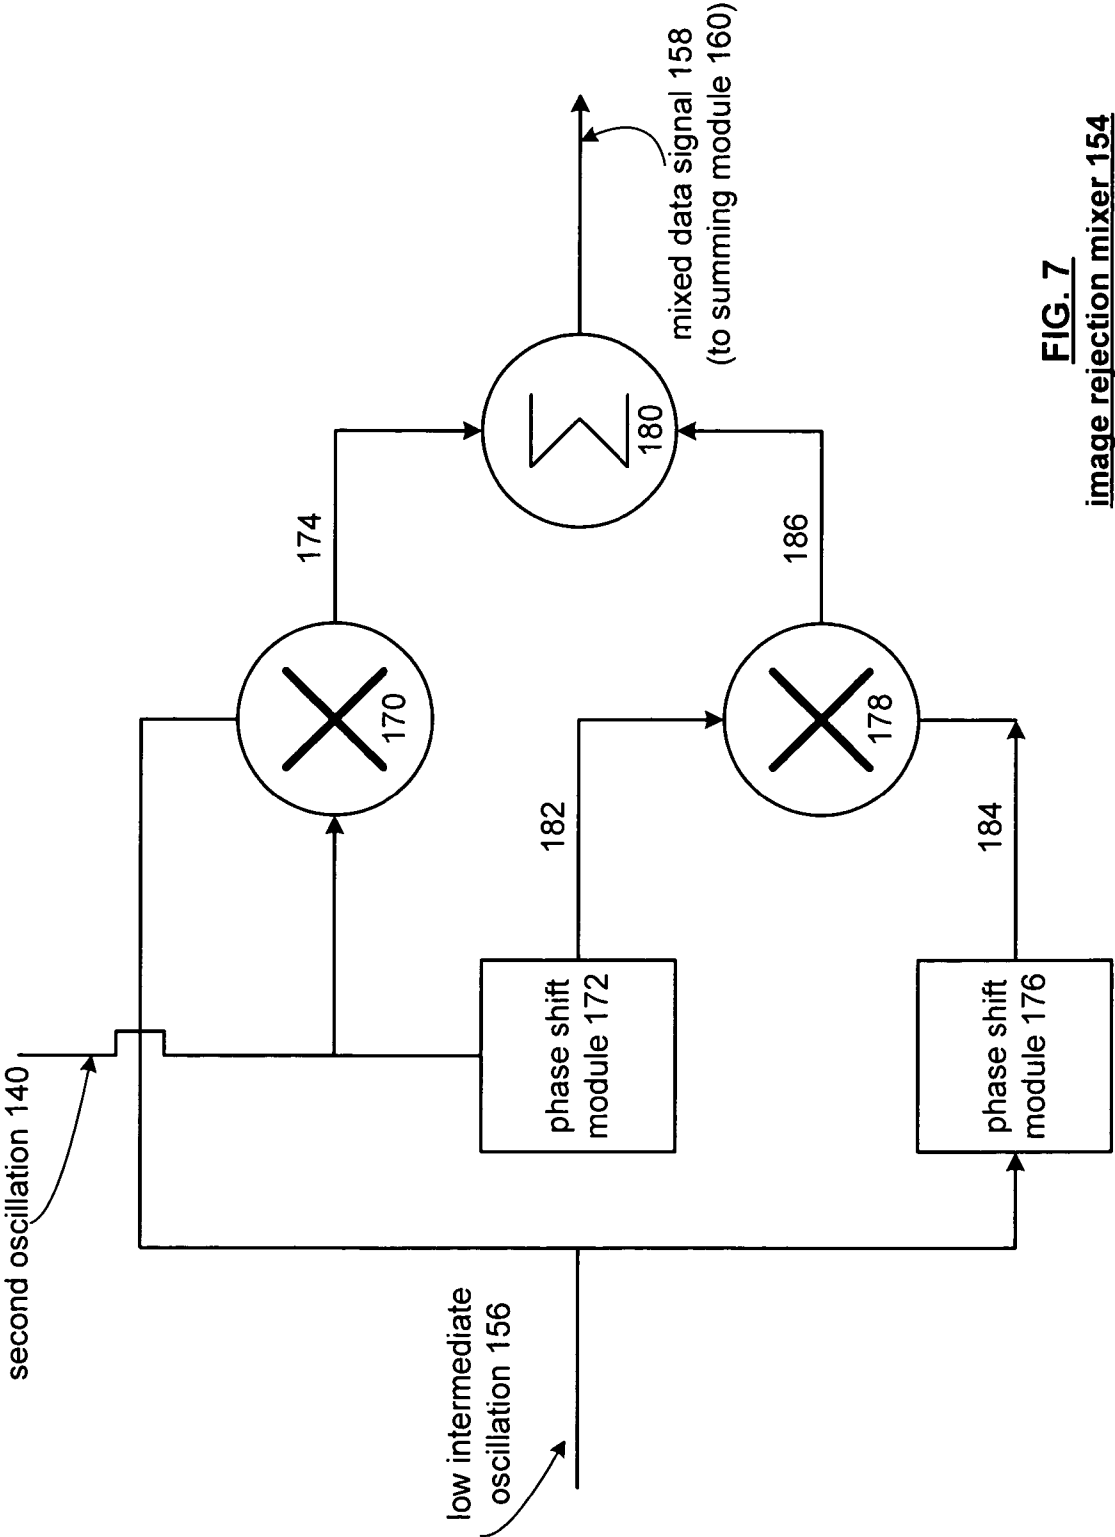 second oscillation 140
low intermediate
oscillation 156
phase shift
module 172
phase shift
module 176
170
182
178
184
174
186
Σ
180
mixed data signal 158
(to summing module 160)
FIG. 7
image rejection mixer 154